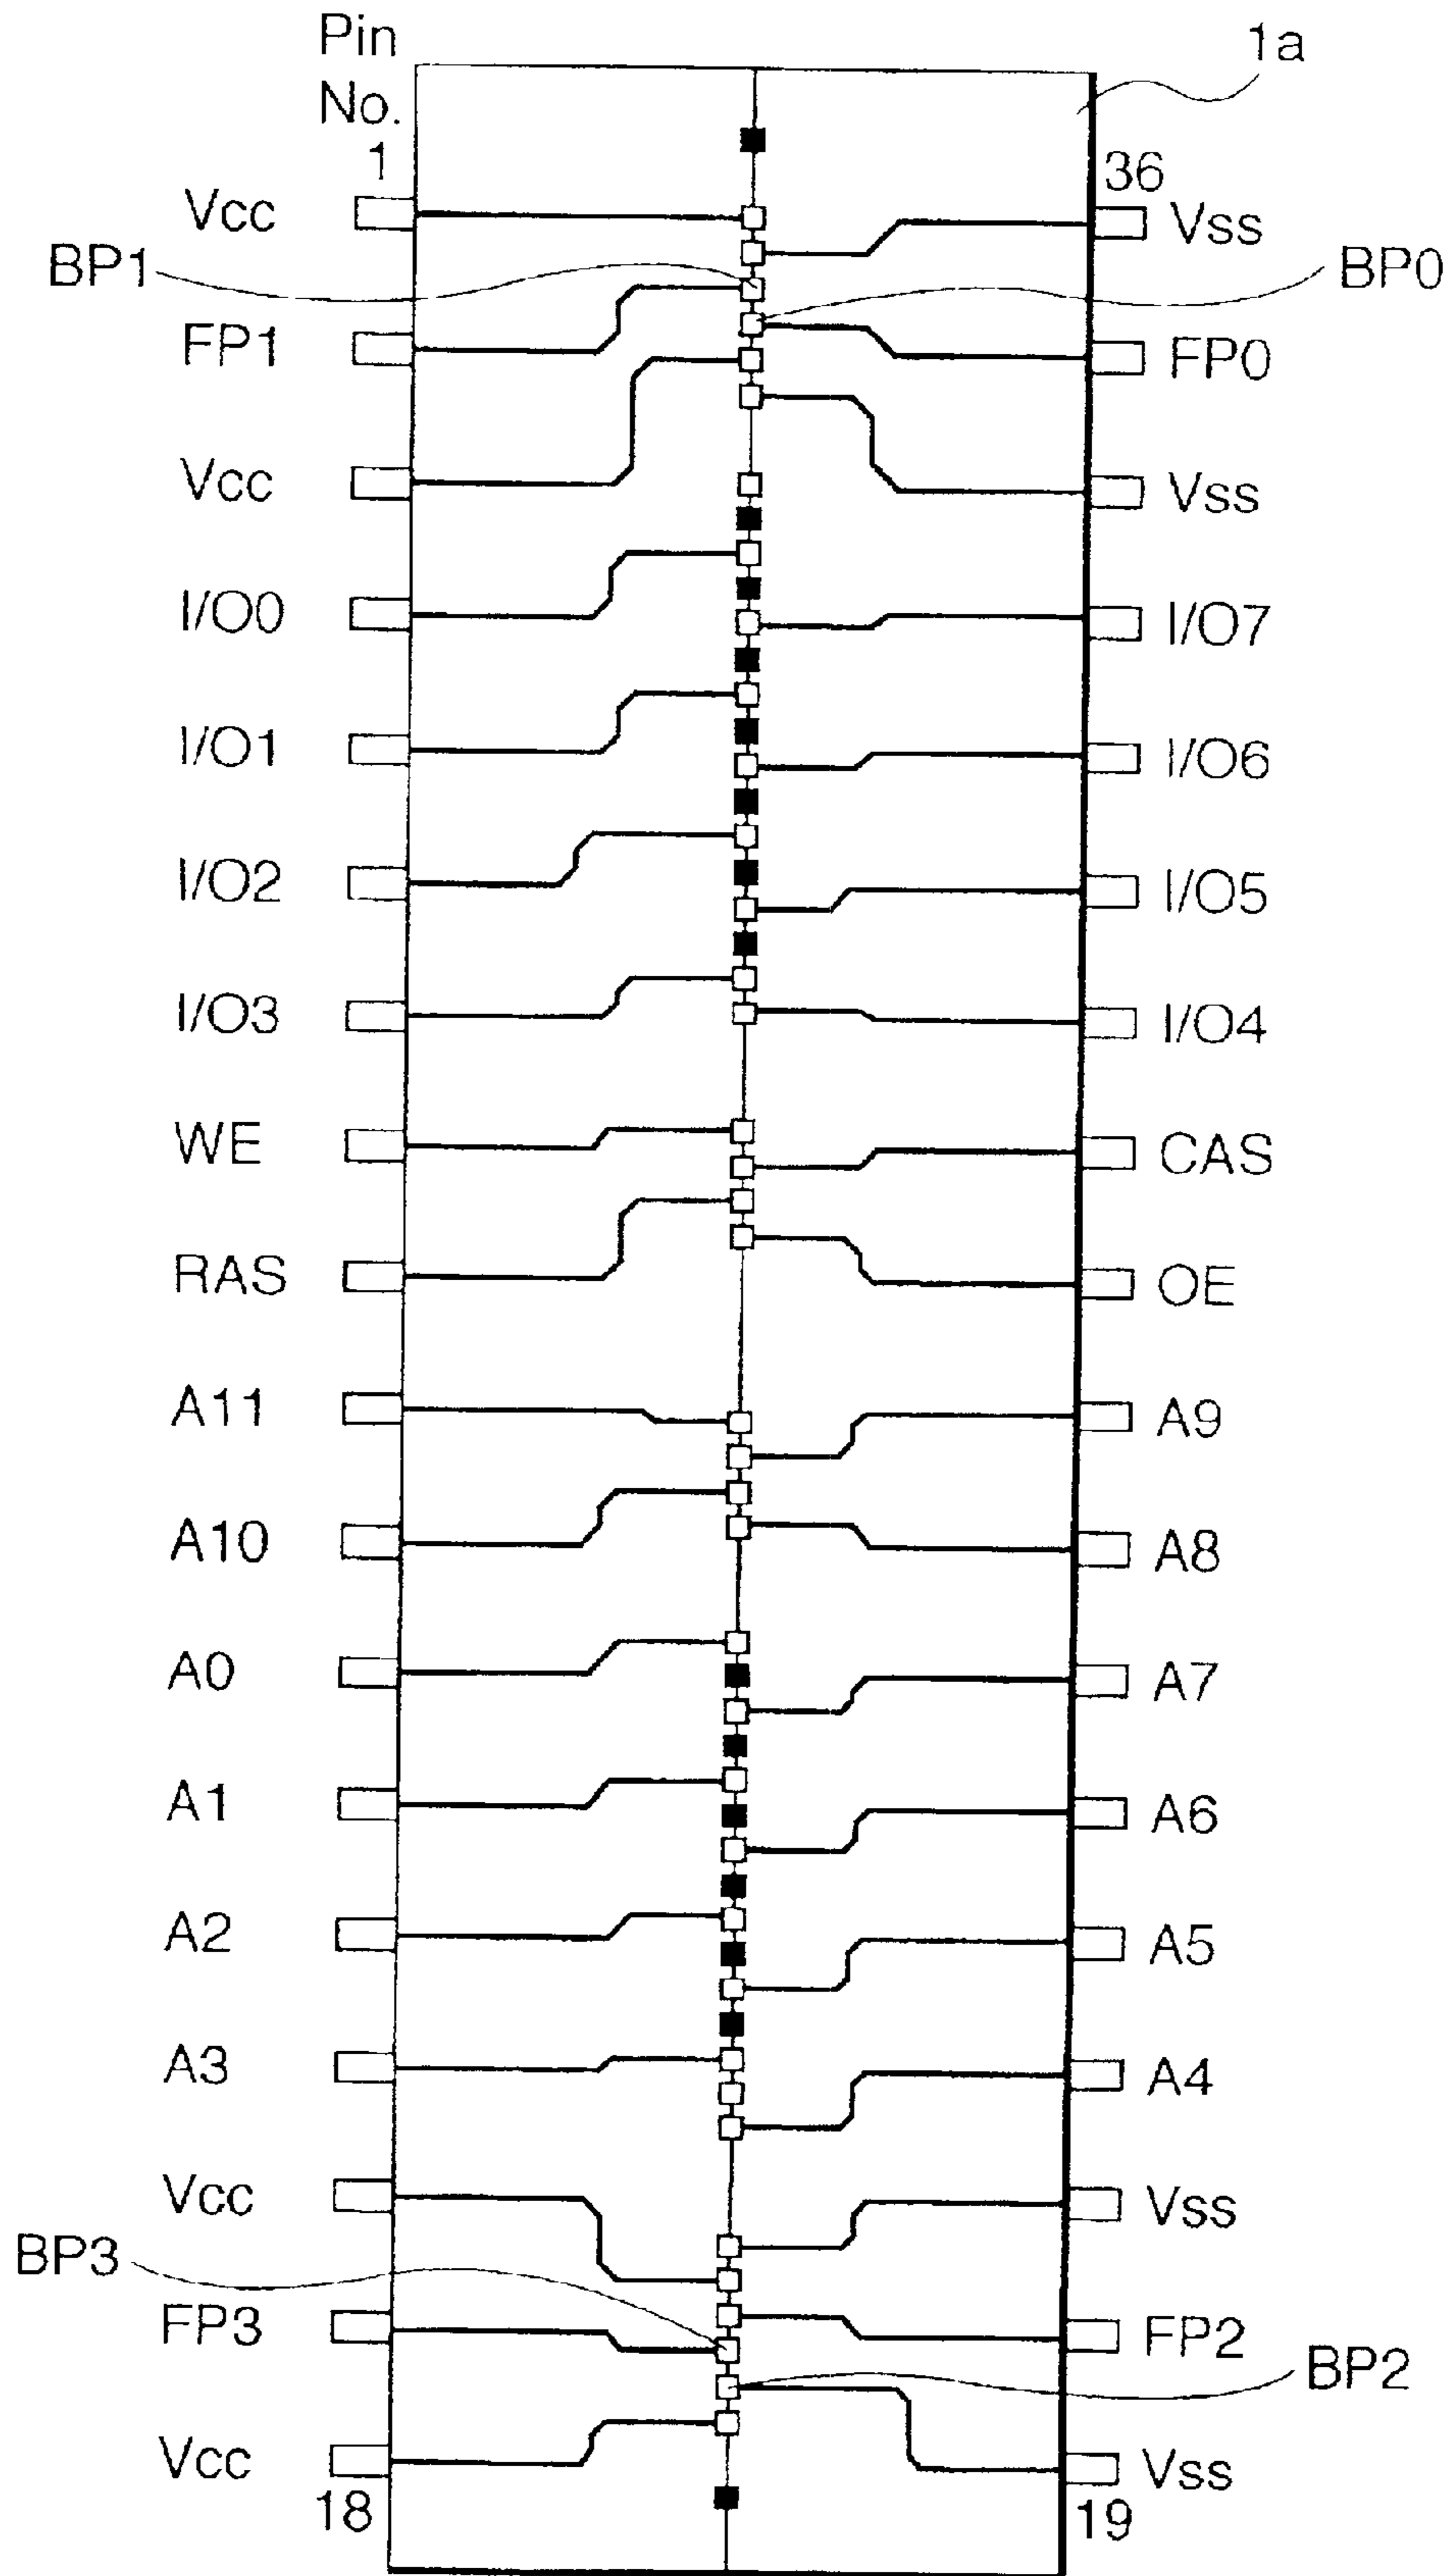 Pin
No.
1a
1
36
Vcc
Vss
BP1
BP0
FP1
FP0
Vcc
Vss
I/O0
I/O7
I/O1
I/O6
I/O2
I/O5
I/O3
I/O4
WE
CAS
RAS
OE
A11
A9
A10
A8
A0
A7
A1
A6
A2
A5
A3
A4
Vcc
Vss
BP3
FP3
FP2
BP2
Vcc
Vss
18
19